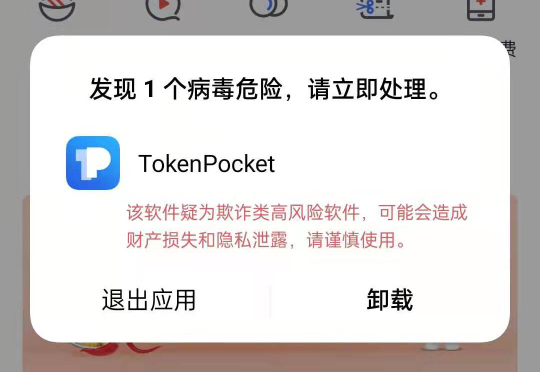 费
发现 1 个病毒危险，请立即处理。
TokenPocket
该软件疑为欺诈类高风险软件，可能会造成
财产损失和隐私泄露，请谨慎使用。
退出应用 卸载